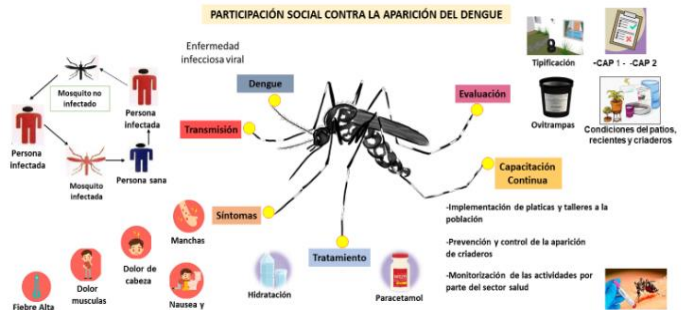 PARTICIPACIÓN SOCIAL CONTRA LA APARICIÓN DEL DENGUE
Enfermedad
infecciosa viral
Dengue
Transmisión
Síntomas
Tratamiento
Evaluación
Capacitación
Continua
Mosquito no
infectado
Persona
infectada
Persona
infectada
Mosquito
infectada
Persona sana
Manchas
Dolor de
cabeza
Dolor
musculas
Nausea y
Fiebre Alta
Hidratación
Paracetamol
8
Tipificación
-CAP 1 - -CAP 2
Ovitrampas
Condiciones del patios,
recientes y criaderos
-Implementación de platicas y talleres a la
población
-Prevención y control de la aparición
de criaderos
-Monitorización de las actividades por
parte del sector salud